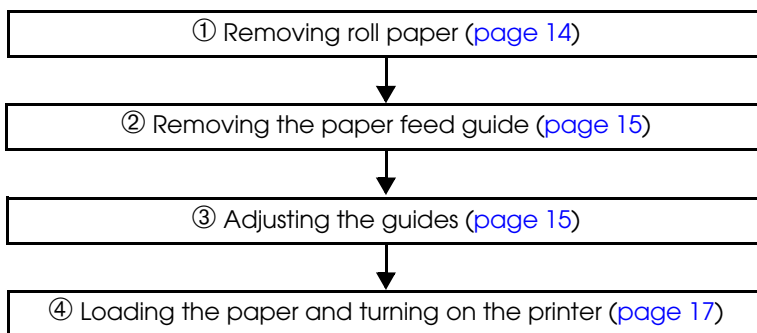 ① Removing roll paper (page 14)
② Removing the paper feed guide (page 15)
③ Adjusting the guides (page 15)
④ Loading the paper and turning on the printer (page 17)